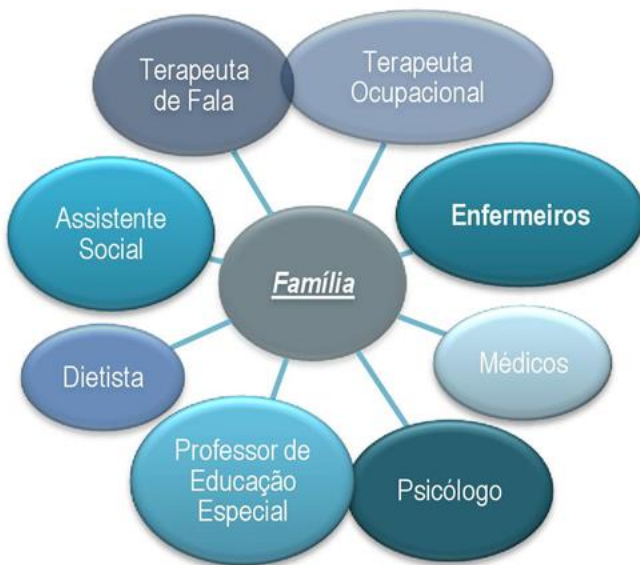 Terapeuta
de Fala
Terapeuta
Ocupacional
Assistente
Social
Enfermeiros
Família
Dietista
Médicos
Professor de
Educação
Especial
Psicólogo